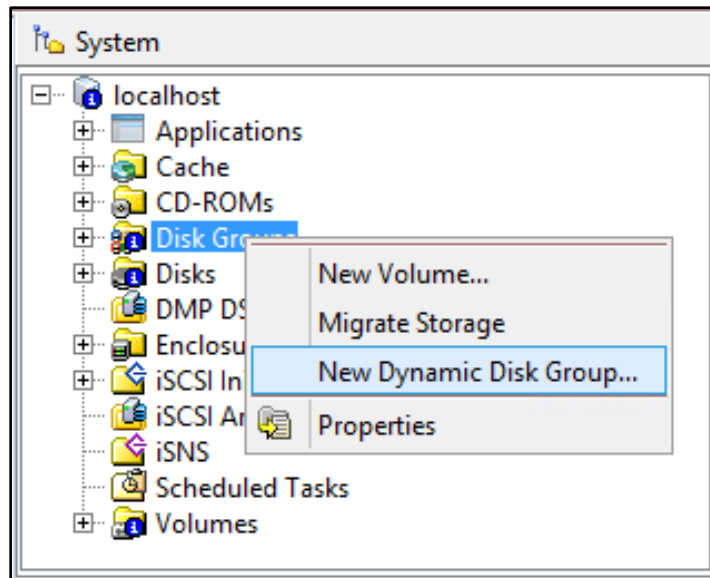 System
localhost
Applications
Cache
CD-ROMs
Disk Groups
Disks
New Volume...
DMP DS
Migrate Storage
Enclosu
New Dynamic Disk Group...
iSCSI In
iSCSI Ar
Properties
iSNS
Scheduled Tasks
Volumes